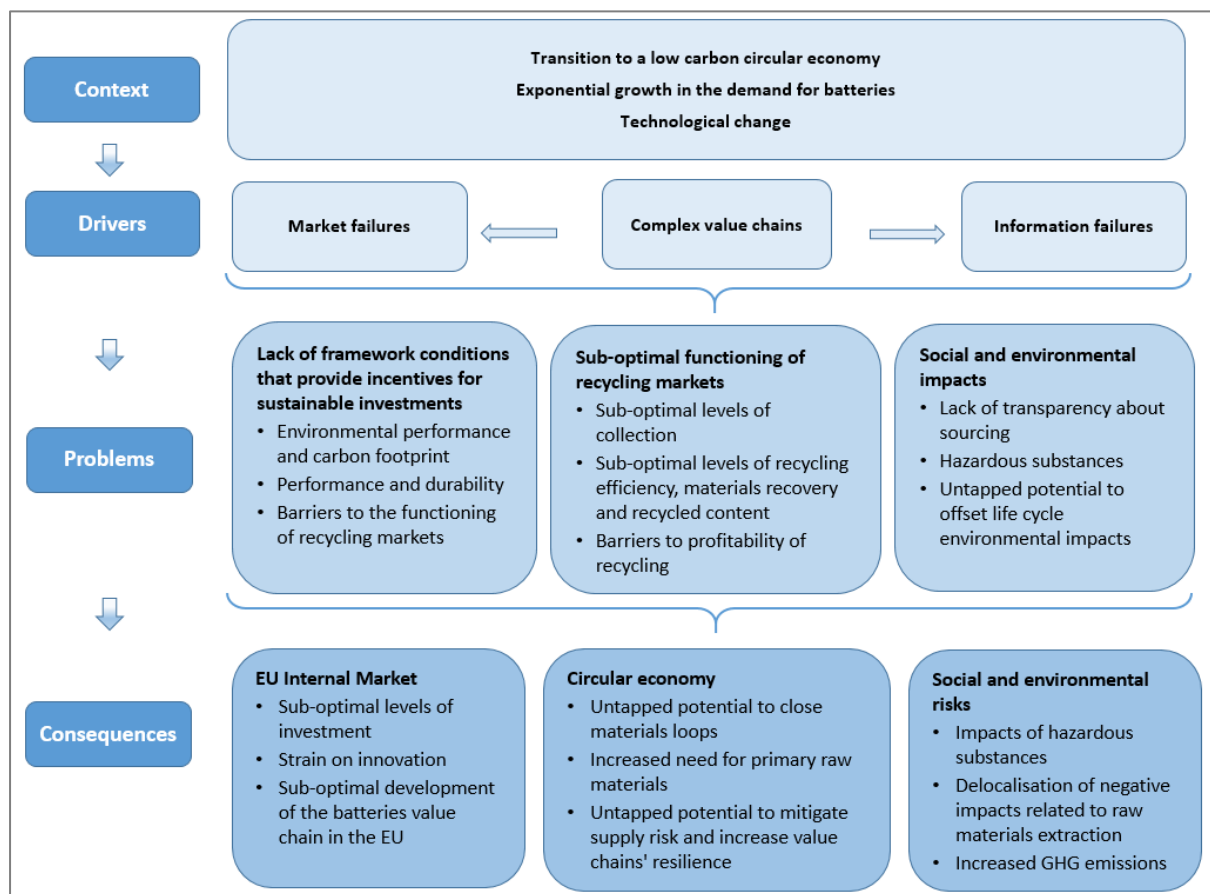 Context
Transition to a low carbon circular economy
Exponential growth in the demand for batteries
Technological change
Drivers
Market failures
Complex value chains
Information failures
Problems
Lack of framework conditions
that provide incentives for
sustainable investments
• Environmental performance
and carbon footprint
• Performance and durability
• Barriers to the functioning
of recycling markets
Sub-optimal functioning of
recycling markets
• Sub-optimal levels of
collection
• Sub-optimal levels of recycling
efficiency, materials recovery
and recycled content
• Barriers to profitability of
recycling
Social and environmental
impacts
• Lack of transparency about
sourcing
• Hazardous substances
• Untapped potential to
offset life cycle
environmental impacts
Consequences
EU Internal Market
• Sub-optimal levels of
investment
• Strain on innovation
• Sub-optimal development
of the batteries value
chain in the EU
Circular economy
• Untapped potential to close
materials loops
• Increased need for primary raw
materials
• Untapped potential to mitigate
supply risk and increase value
chains' resilience
Social and environmental
risks
• Impacts of hazardous
substances
• Delocalisation of negative
impacts related to raw
materials extraction
• Increased GHG emissions